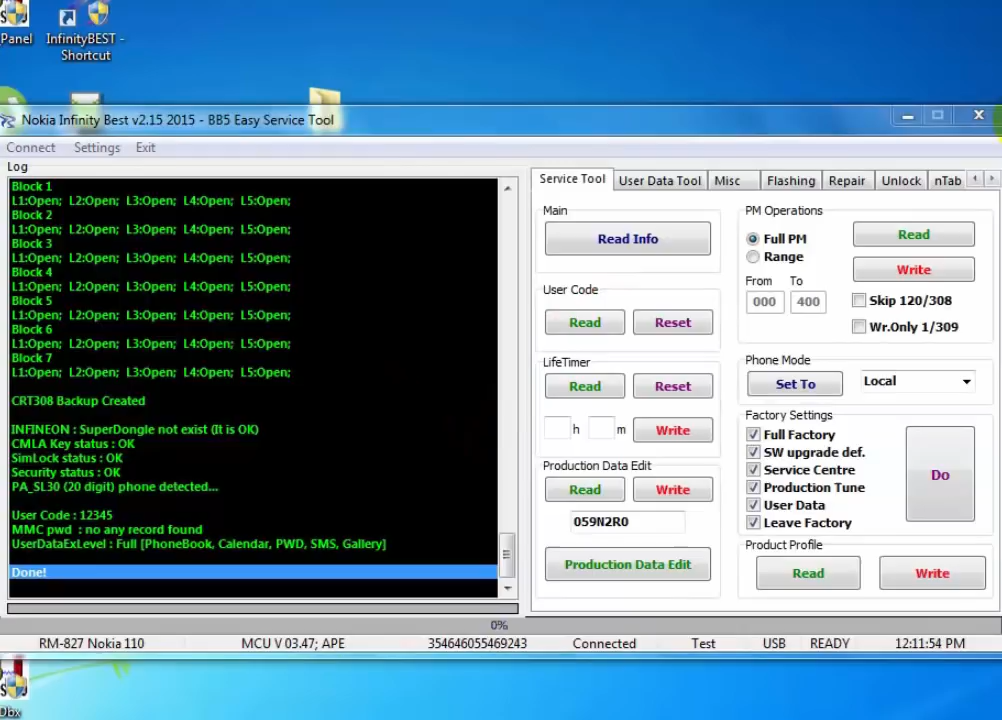 Panel
InfinityBEST -
Shortcut
Nokia Infinity Best v2.15 2015 - BB5 Easy Service Tool
Connect Settings Exit
Log
Block 1
L1:Open; L2:Open; L3:Open; L4:Open; L5:Open;
Block 2
L1:Open; L2:Open; L3:Open; L4:Open; L5:Open;
Block 3
L1:Open; L2:Open; L3:Open; L4:Open; L5:Open;
Block 4
L1:Open; L2:Open; L3:Open; L4:Open; L5:Open;
Block 5
L1:Open; L2:Open; L3:Open; L4:Open; L5:Open;
Block 6
L1:Open; L2:Open; L3:Open; L4:Open; L5:Open;
Block 7
L1:Open; L2:Open; L3:Open; L4:Open; L5:Open;
CRT308 Backup Created
INFINEON : SuperDongle not exist (It is OK)
CMLA Key status : OK
SimLock status : OK
Security status : OK
PA_SL30 (20 digit) phone detected...
User Code : 12345
MMC pwd : no any record found
UserDataExLevel : Full [PhoneBook, Calendar, PWD, SMS, Gallery]
Done!
Service Tool User Data Tool Misc Flashing Repair Unlock nTab
Main
Read Info
User Code
Read Reset
LifeTimer
Read Reset
h m Write
Production Data Edit
Read Write
059N2R0
Production Data Edit
PM Operations
Full PM Read
Range
Write
From To
000 400
Skip 120/308
Wr.Only 1/309
Phone Mode
Set To Local
Factory Settings
Full Factory
SW upgrade def.
Service Centre
Production Tune
User Data
Leave Factory
Do
Product Profile
Read Write
0%
RM-827 Nokia 110 MCU V 03.47; APE 354646055469243 Connected Test USB READY 12:11:54 PM
Dbx